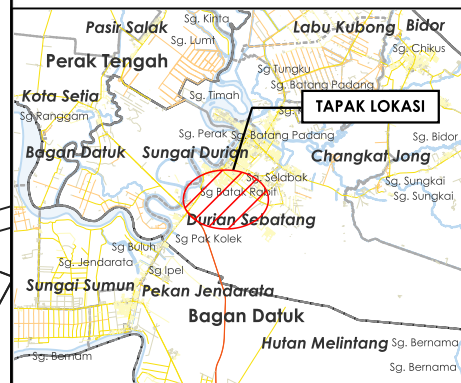 Sg. Kinta
Pasir Salak
Labu Kubong
Bidor
Sg. Lumt
Sg. Chikus
Perak Tengah
Sg Tungku
Sg. Batang Padang
Kota Setia
Sg. Timah
TAPAK LOKASI
Sg Ranggam
Sg.
Sg. Perak
Sg Batang Padang
Sg. Bidor
Bagan Datuk
Sungai Durian
Changkat Jong
Sg. Selabak
Sg. Sungkai
Sg Batak Rabit
Sg. Sungkai
Durian Sebatang
Sg Pak Kolek
Sg Buluh
Sg. Jendarata
Sg Ipel
Sungai Sumun
Pekan Jendarata
Bagan Datuk
Hutan Melintang
Sg. Bernama
Sg. Bernam
Sg. Bernama